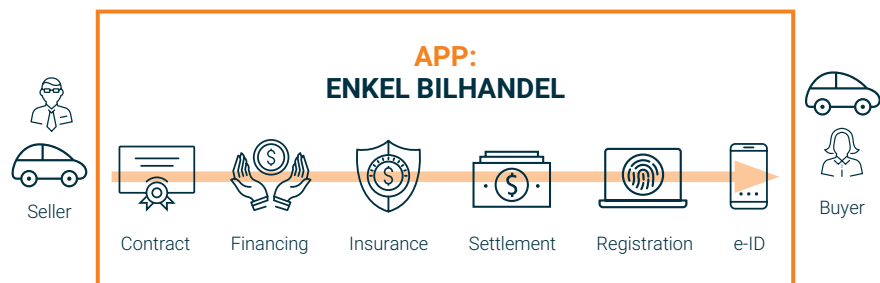 APP:
ENKEL BILHANDEL
Seller
Contract
Financing
Insurance
Settlement
Registration
e-ID
Buyer